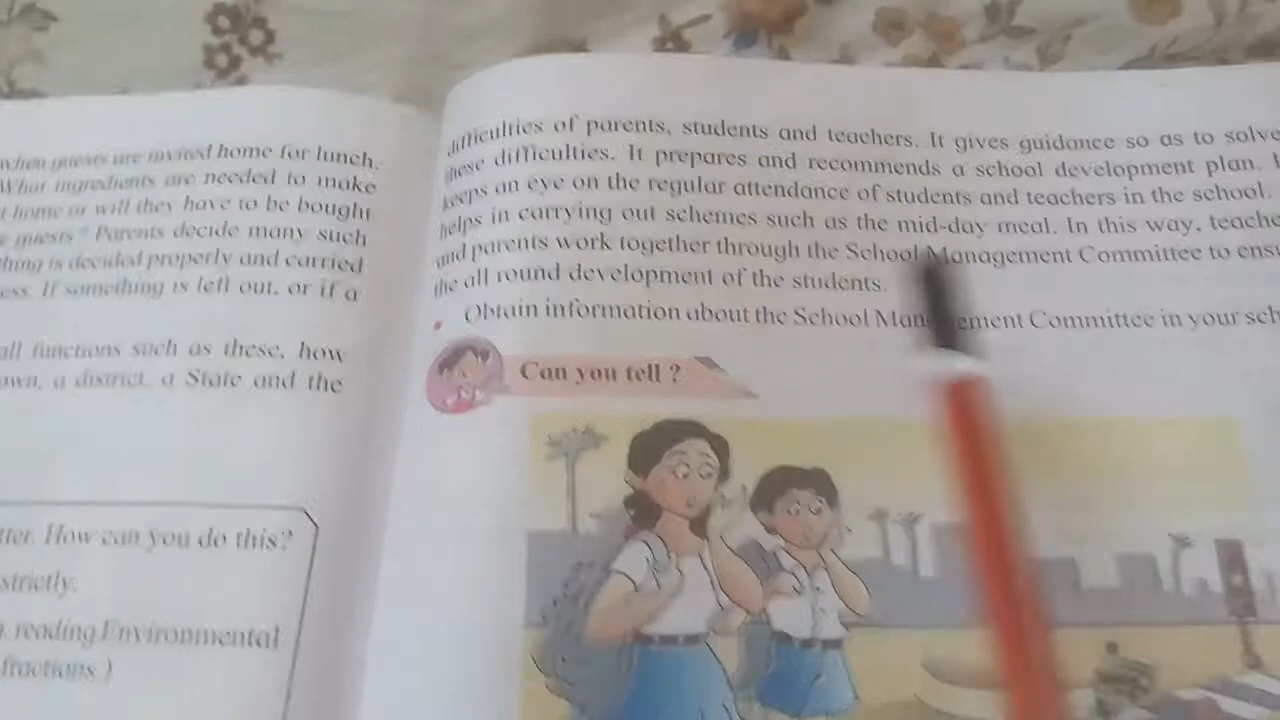 when guests are invited home for lunch.
What ingredients are needed to make
home or will they have to be bought
guests? Parents decide many such
thing is decided properly and carried
If something is left out, or if a
all functions such as these, how
own, a district, a State and the
How can you do this?
strictly.
reading Environmental
fractions.)
difficulties of parents, students and teachers. It gives guidance so as to solve
these difficulties. It prepares and recommends a school development plan.
keeps an eye on the regular attendance of students and teachers in the school.
helps in carrying out schemes such as the mid-day meal. In this way, teache
and parents work together through the School Management Committee to ensu
the all round development of the students.
• Obtain information about the School Management Committee in your sch
Can you tell ?